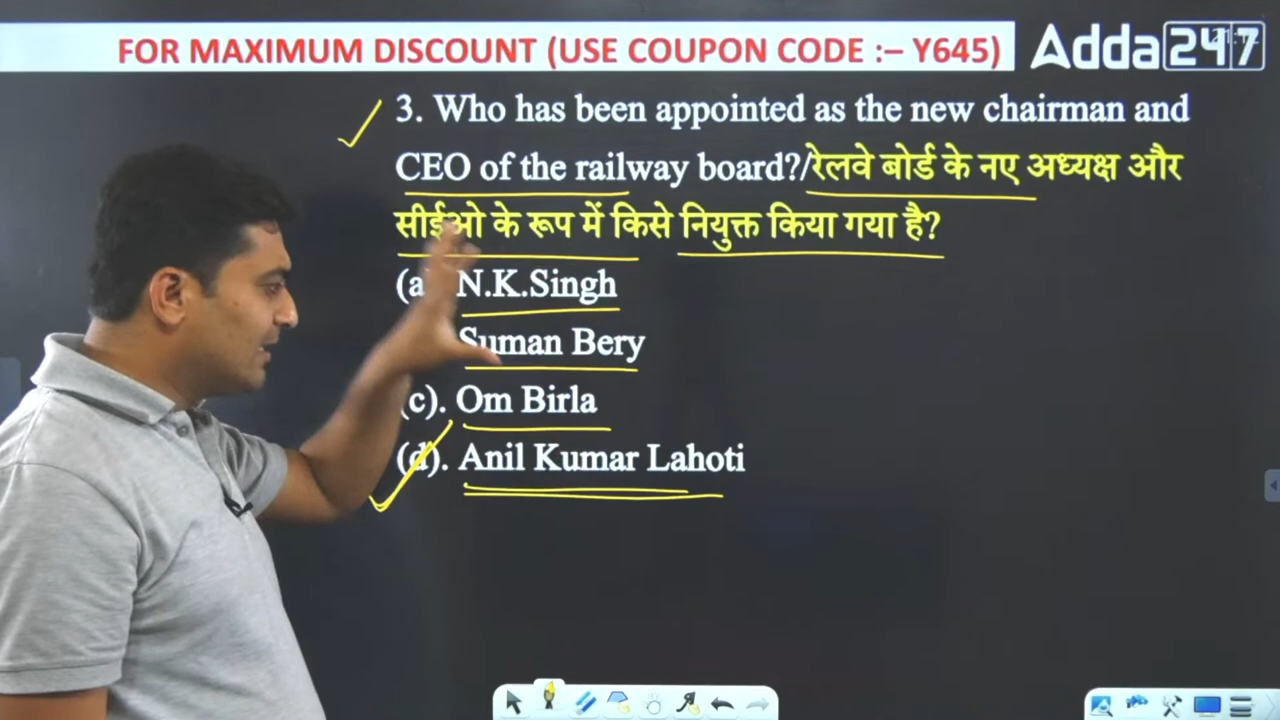 FOR MAXIMUM DISCOUNT (USE COUPON CODE :– Y645)
Adda247
3. Who has been appointed as the new chairman and
CEO of the railway board?/रेलवे बोर्ड के नए अध्यक्ष और
सीईओ के रूप में किसे नियुक्त किया गया है?
(a N.K.Singh
Suman Bery
(c). Om Birla
(d). Anil Kumar Lahoti